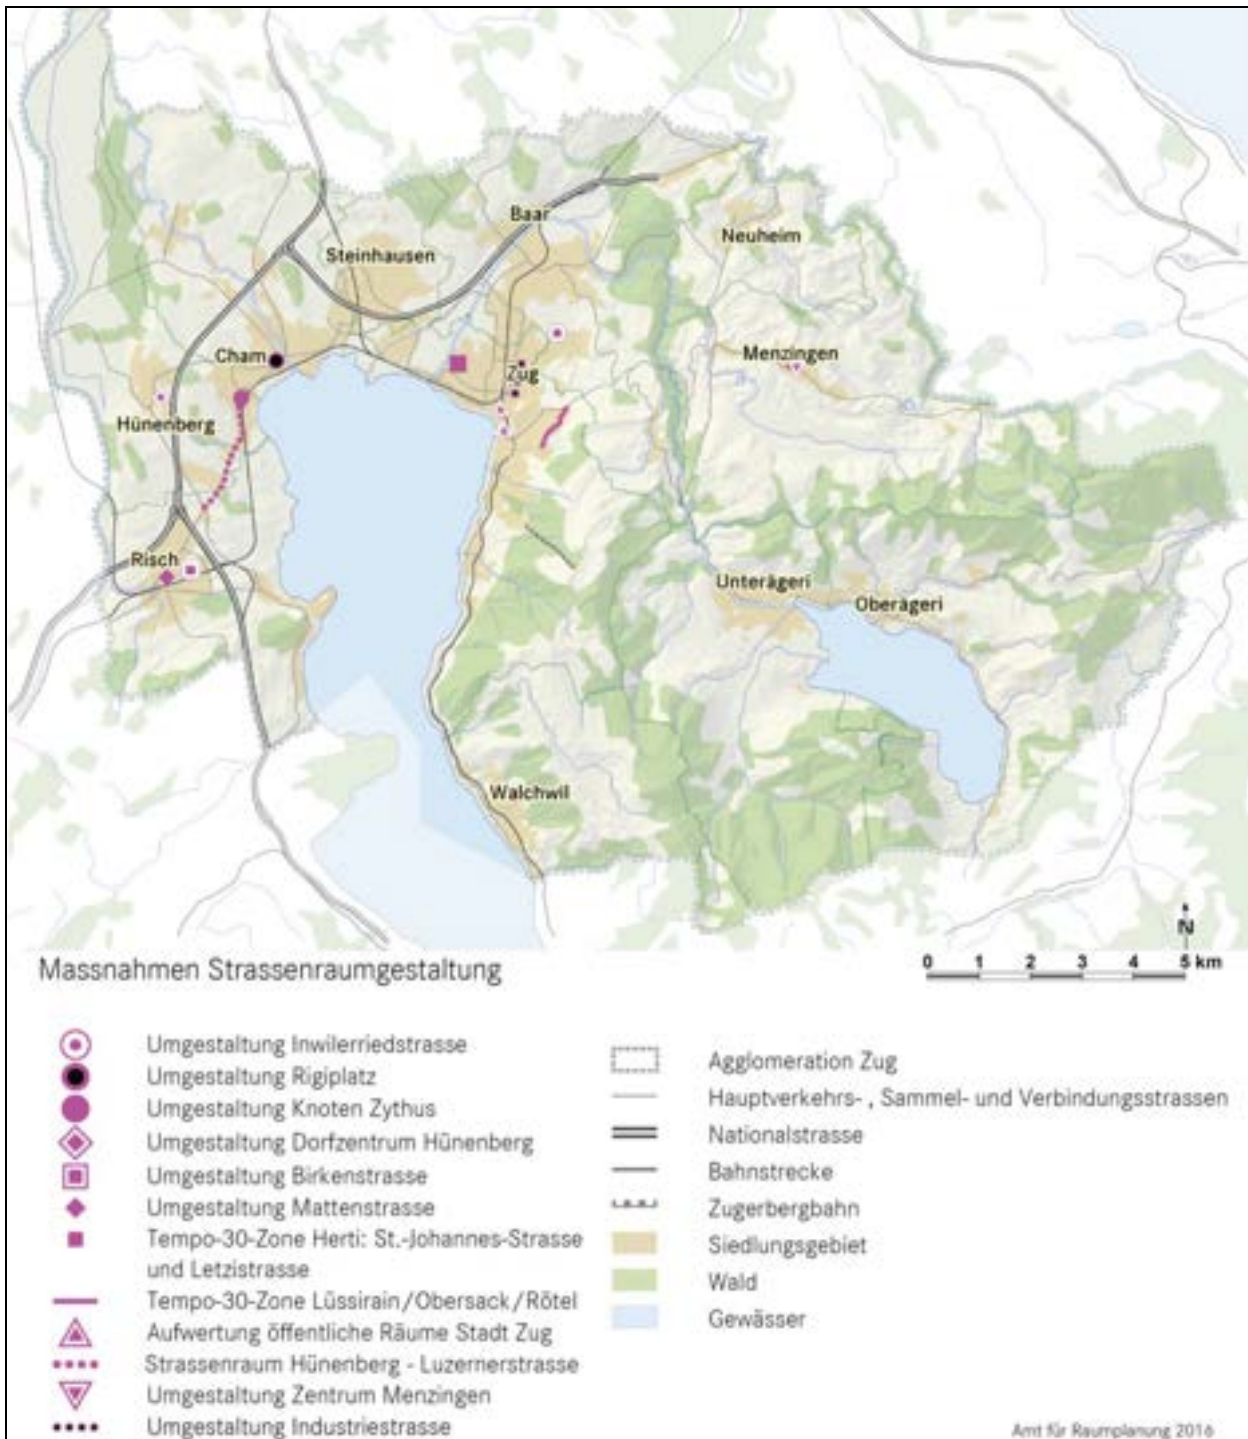 Baar
Neuheim
Steinhausen
Menzingen
Cham
Zug
Hünenberg
Risch
Unterägeri
Oberägeri
Walchwil
N
0 1 2 3 4 5 km
Massnahmen Strassenraumgestaltung
Umgestaltung Inwilerriedstrasse
Umgestaltung Rigiplatz
Umgestaltung Knoten Zythus
Umgestaltung Dorfzentrum Hünenberg
Umgestaltung Birkenstrasse
Umgestaltung Mattenstrasse
Tempo-30-Zone Herti: St.-Johannes-Strasse
und Letzistrasse
Tempo-30-Zone Lüssirain/Obersack/Rötel
Aufwertung öffentliche Räume Stadt Zug
Strassenraum Hünenberg - Luzernerstrasse
Umgestaltung Zentrum Menzingen
Umgestaltung Industriestrasse
Agglomeration Zug
Hauptverkehrs- , Sammel- und Verbindungsstrassen
Nationalstrasse
Bahnstrecke
Zugerbergbahn
Siedlungsgebiet
Wald
Gewässer
Amt für Raumplanung 2016